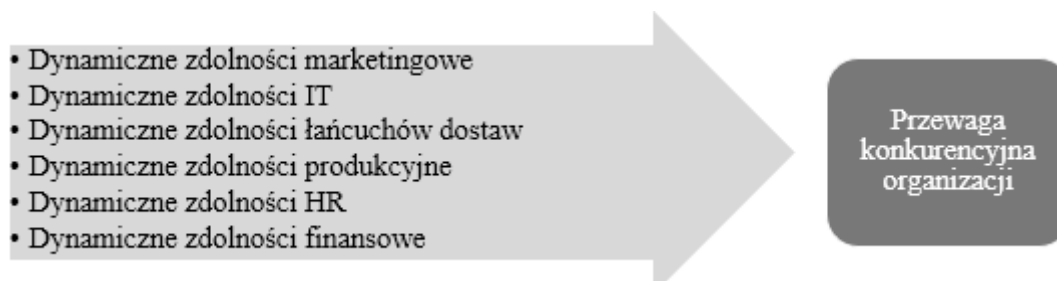 • Dynamiczne zdolności marketingowe
• Dynamiczne zdolności IT
• Dynamiczne zdolności łańcuchów dostaw
• Dynamiczne zdolności produkcyjne
• Dynamiczne zdolności HR
• Dynamiczne zdolności finansowe
Przewaga
konkurencyjna
organizacji